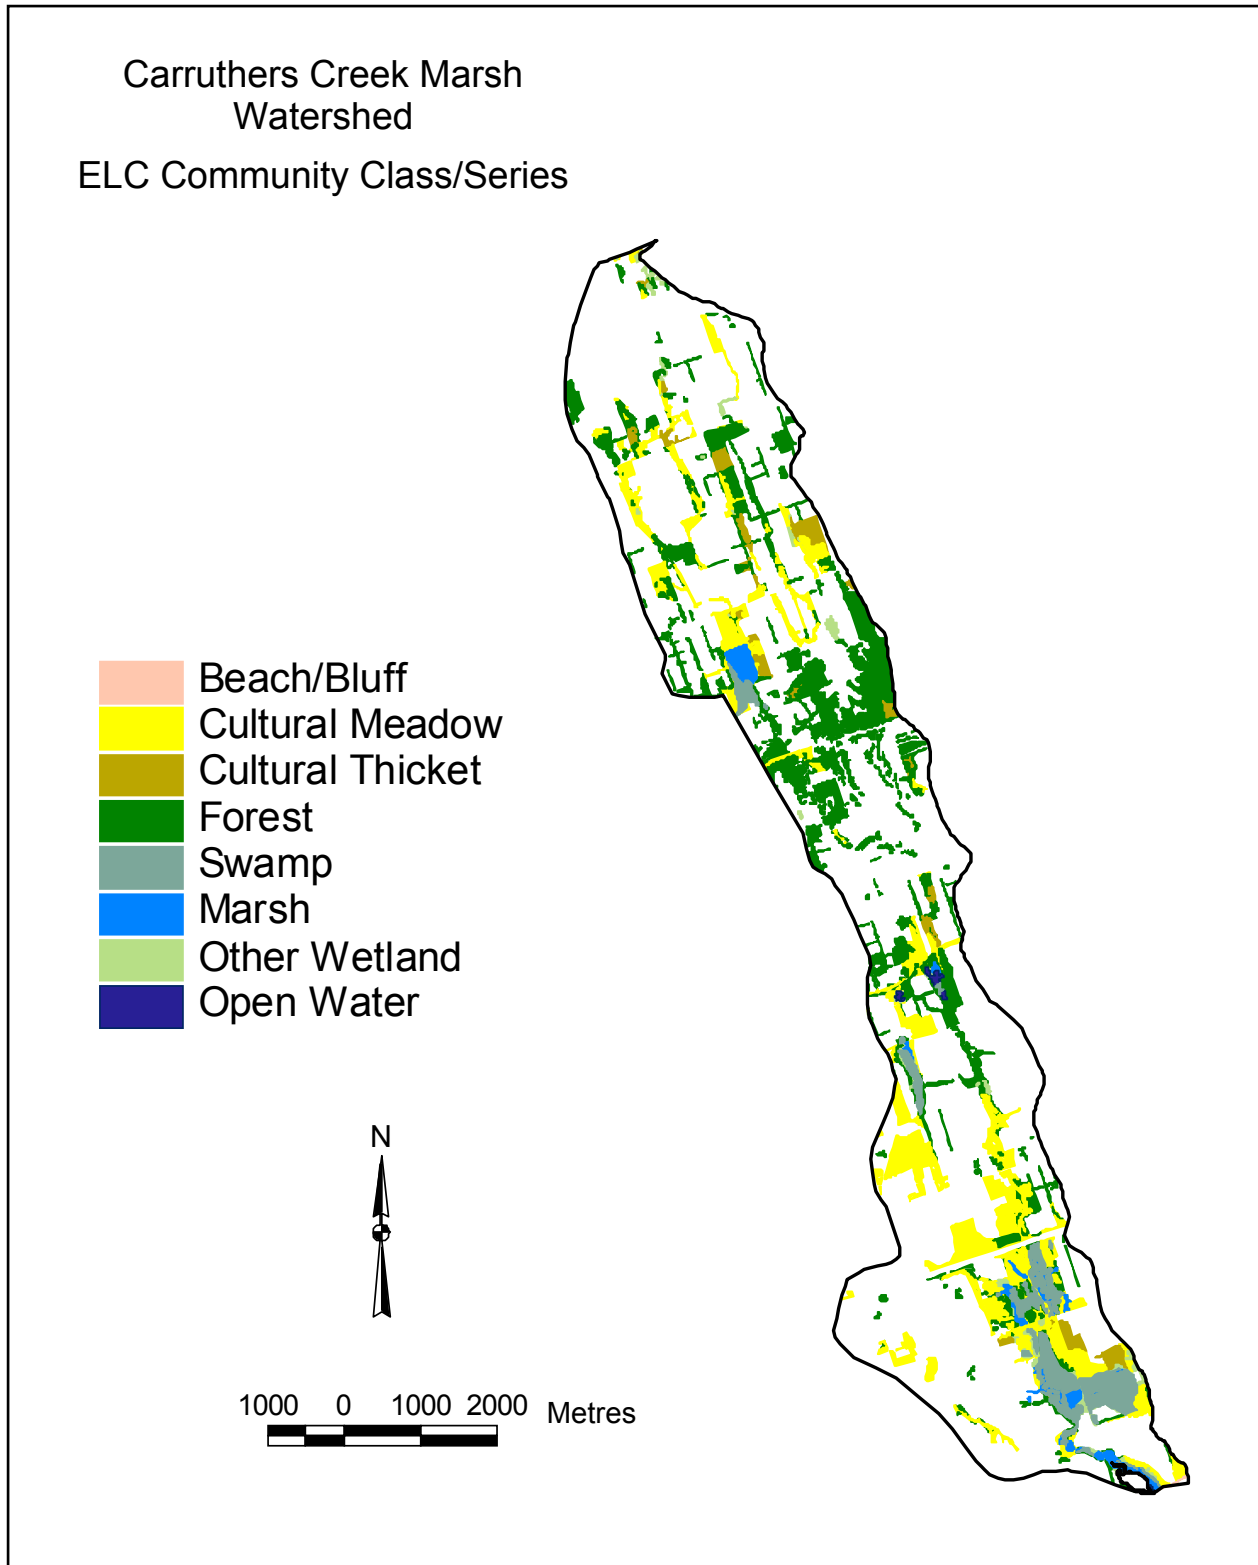 Carruthers Creek Marsh
Watershed
ELC Community Class/Series
Beach/Bluff
Cultural Meadow
Cultural Thicket
Forest
Swamp
Marsh
Other Wetland
Open Water
N
1000 0 1000 2000 Metres